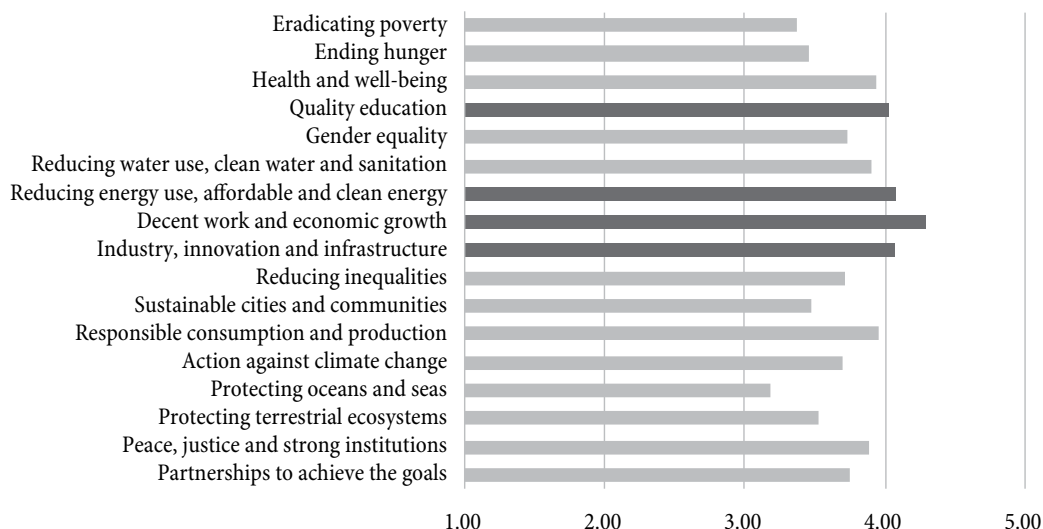 Eradicating poverty
Ending hunger
Health and well-being
Quality education
Gender equality
Reducing water use, clean water and sanitation
Reducing energy use, affordable and clean energy
Decent work and economic growth
Industry, innovation and infrastructure
Reducing inequalities
Sustainable cities and communities
Responsible consumption and production
Action against climate change
Protecting oceans and seas
Protecting terrestrial ecosystems
Peace, justice and strong institutions
Partnerships to achieve the goals
1.00 2.00 3.00 4.00 5.00